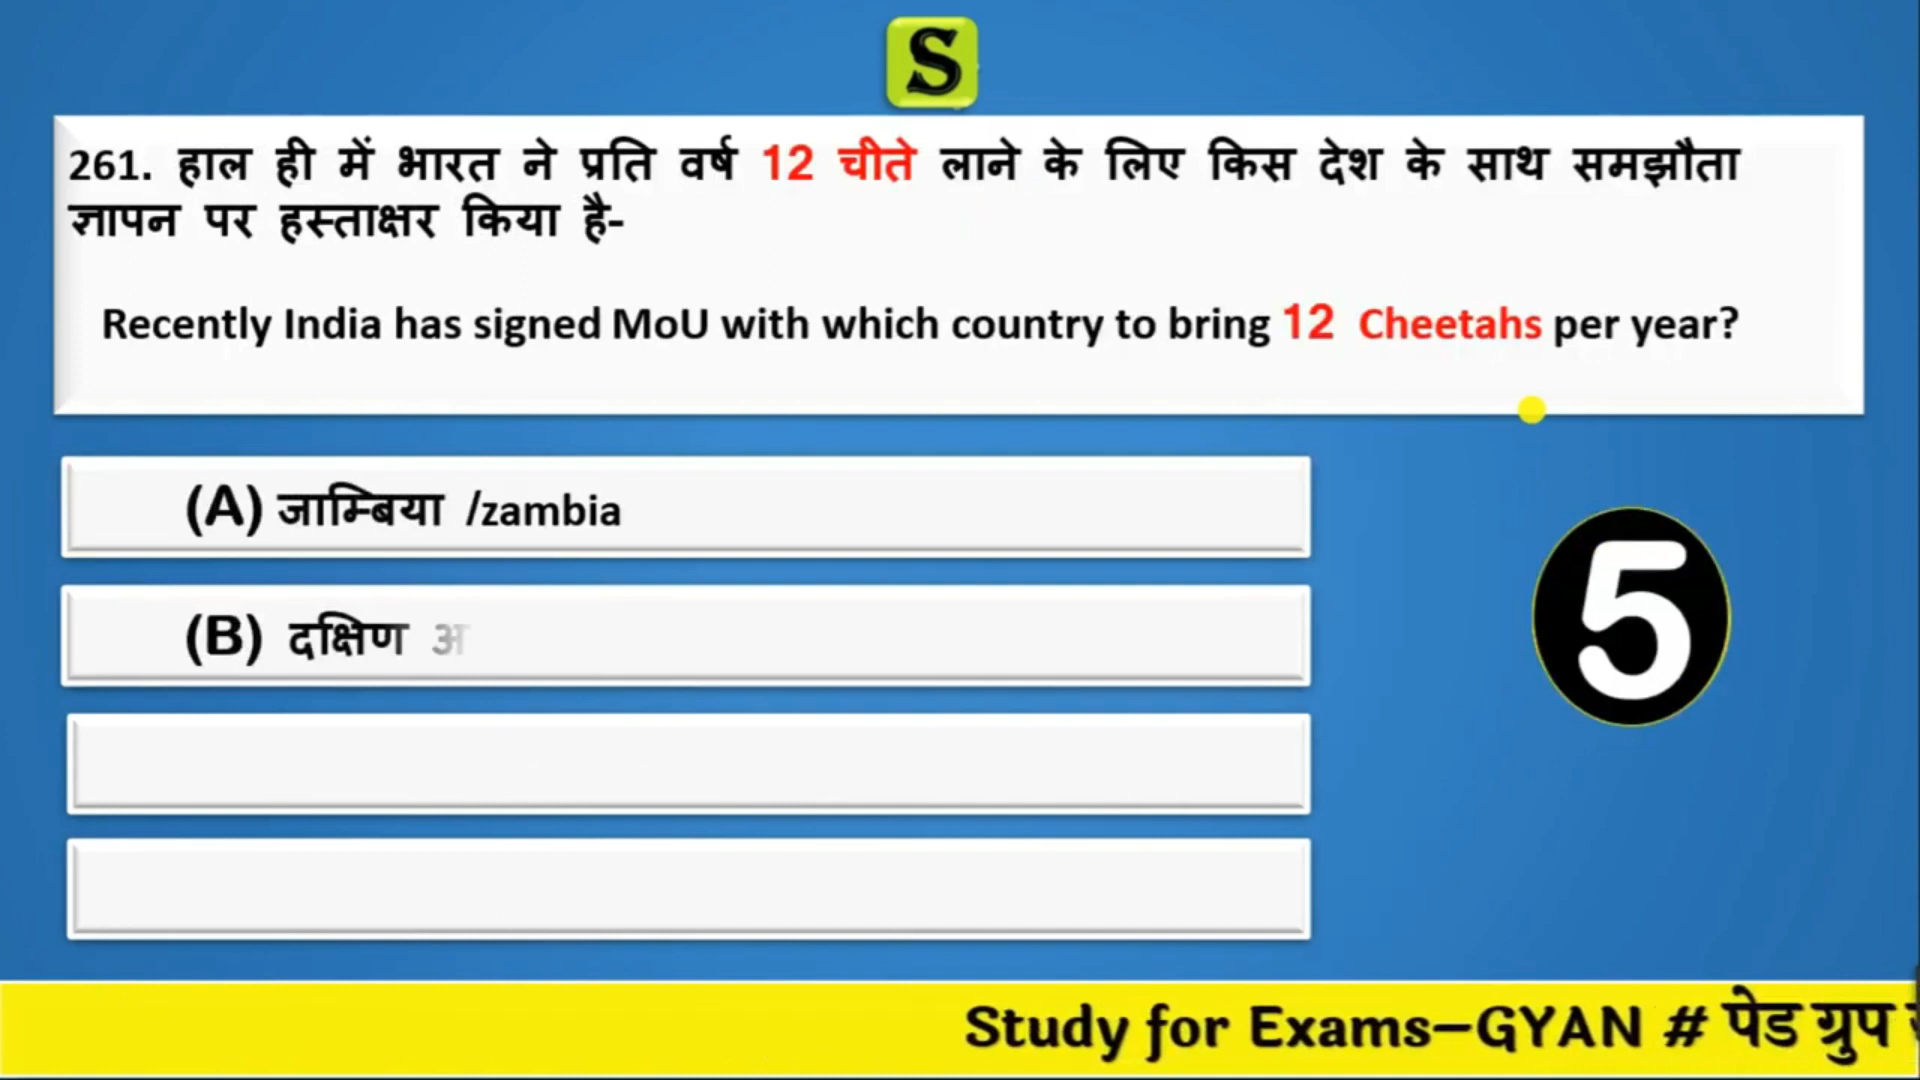 S
261. हाल ही में भारत ने प्रति वर्ष 12 चीते लाने के लिए किस देश के साथ समझौता
ज्ञापन पर हस्ताक्षर किया है-
Recently India has signed MoU with which country to bring 12 Cheetahs per year?
(A) जाम्बिया /zambia
(B) दक्षिण
5
Study for Exams–GYAN # पेड ग्रुप